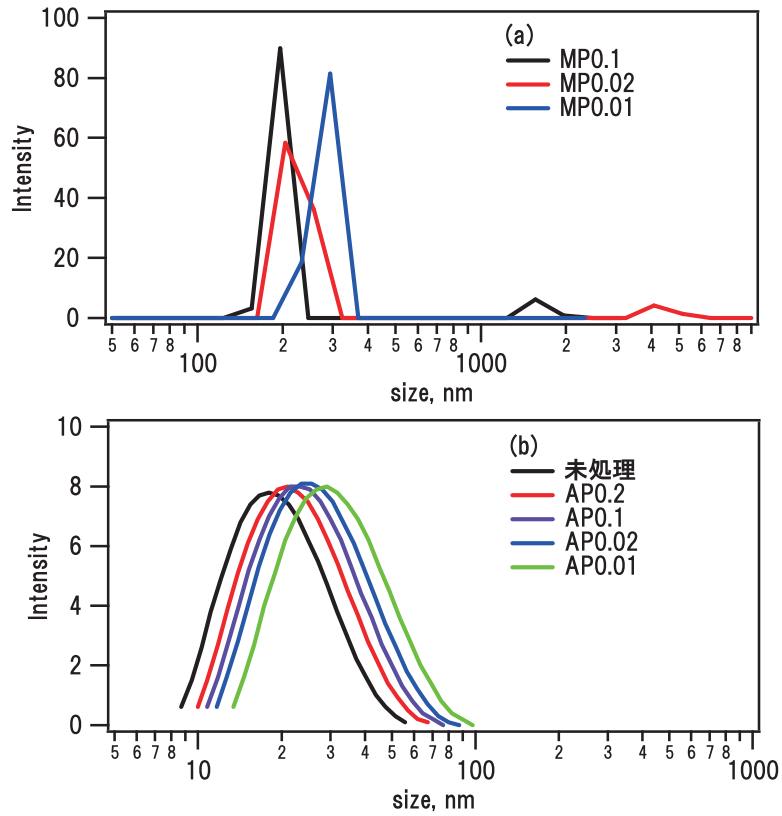 (a)
MP0.1
MP0.02
MP0.01
Intensity
100
80
60
40
20
0
5 6 7 8 100 2 3 4 5 6 7 8 1000 2 3 4 5 6 7 8
size, nm
(b)
未処理
AP0.2
AP0.1
AP0.02
AP0.01
Intensity
10
8
6
4
2
0
5 6 7 8 10 2 3 4 5 6 7 8 100 2 3 4 5 6 7 8 1000
size, nm